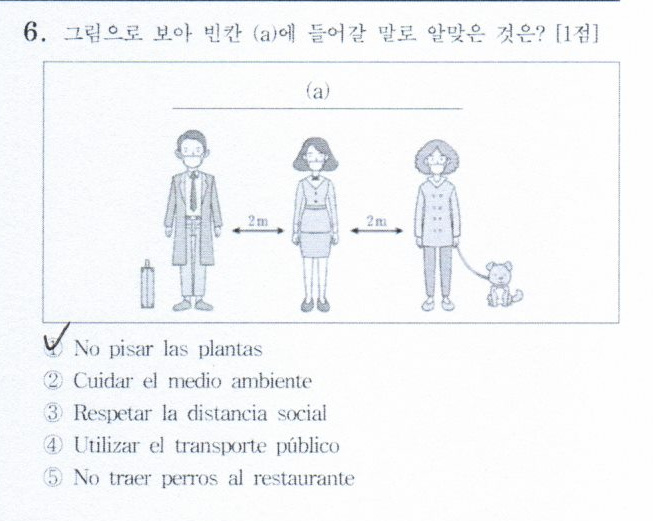 6. 그림으로 보아 빈칸 (a)에 들어갈 말로 알맞은 것은? [1점]
(a)
2m 2m
① No pisar las plantas
② Cuidar el medio ambiente
③ Respetar la distancia social
④ Utilizar el transporte público
⑤ No traer perros al restaurante